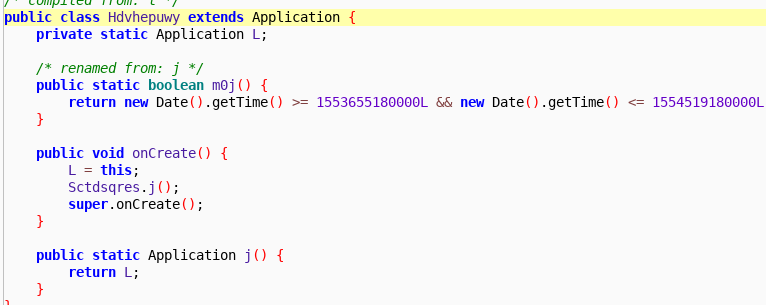 /* compiled from: t */
public class Hdvhepuwy extends Application {
    private static Application L;

    /* renamed from: j */
    public static boolean m0j() {
        return new Date().getTime() >= 1553655180000L && new Date().getTime() <= 1554519180000L
    }

    public void onCreate() {
        L = this;
        Sctdsqres.j();
        super.onCreate();
    }

    public static Application j() {
        return L;
    }
}